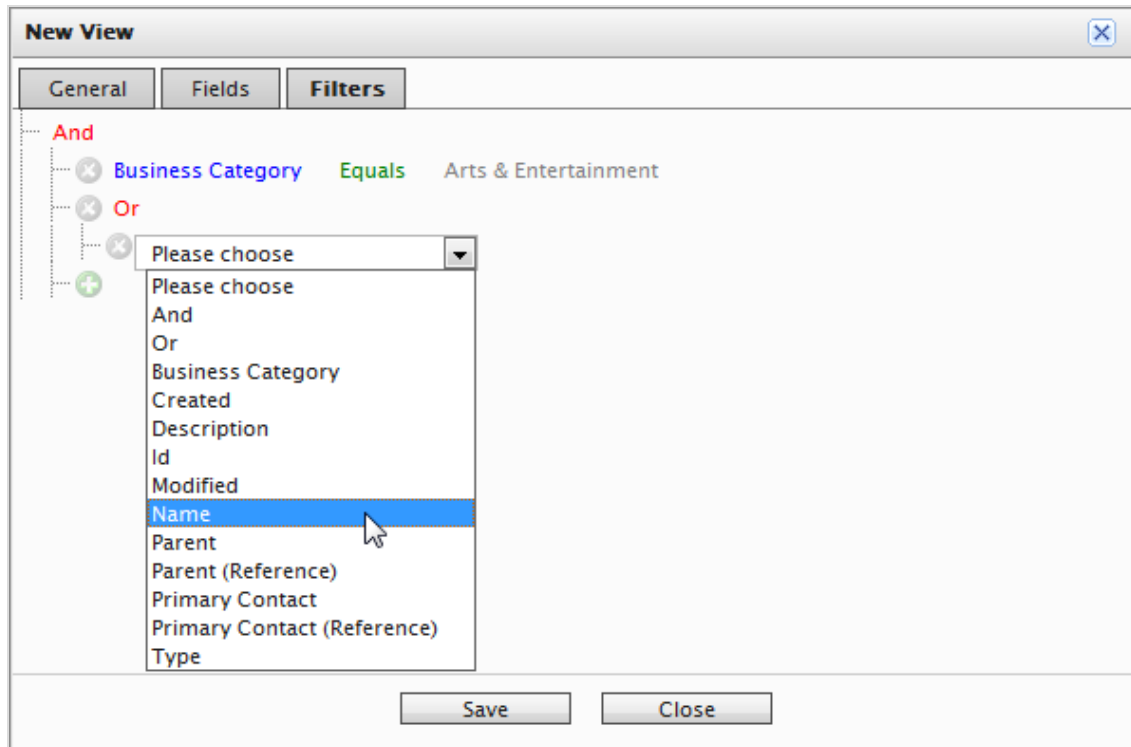 New View
General Fields Filters
And
Business Category Equals Arts & Entertainment
Or
Please choose
Please choose
And
Or
Business Category
Created
Description
Id
Modified
Name
Parent
Parent (Reference)
Primary Contact
Primary Contact (Reference)
Type
Save Close